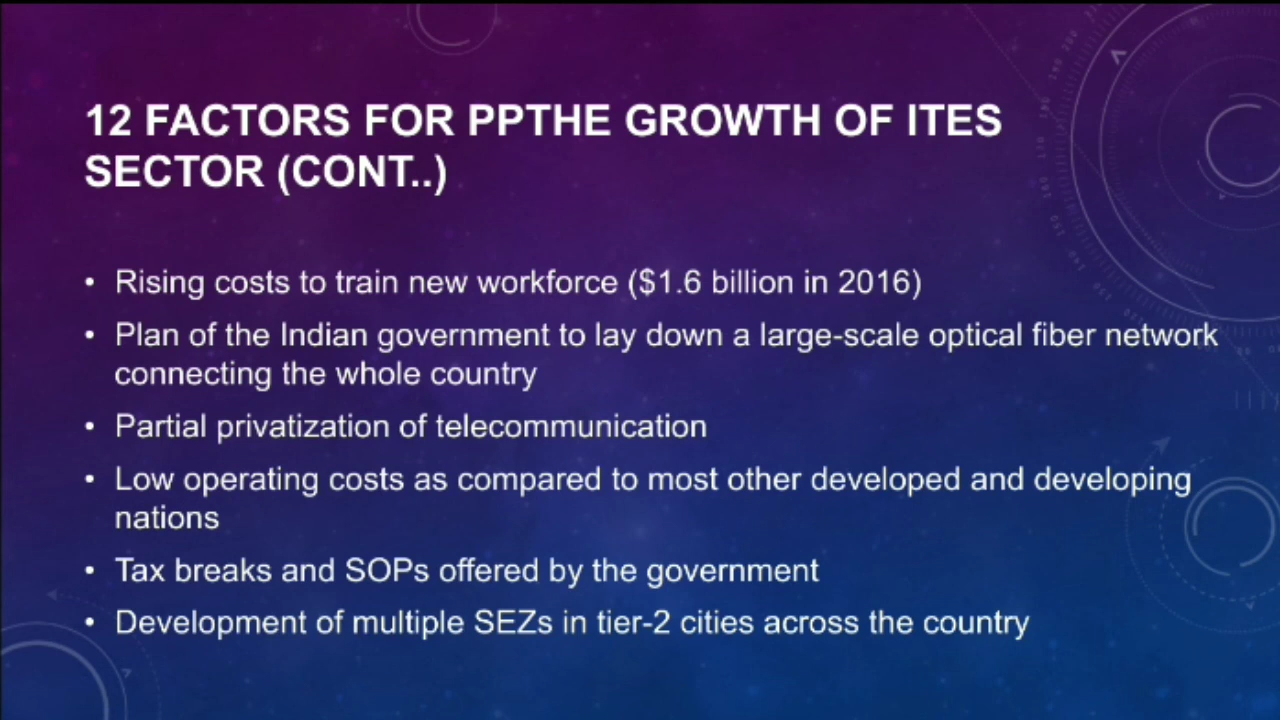 12 FACTORS FOR PPTHE GROWTH OF ITES
SECTOR (CONT..)
• Rising costs to train new workforce ($1.6 billion in 2016)
• Plan of the Indian government to lay down a large-scale optical fiber network
connecting the whole country
• Partial privatization of telecommunication
• Low operating costs as compared to most other developed and developing
nations
• Tax breaks and SOPs offered by the government
• Development of multiple SEZs in tier-2 cities across the country